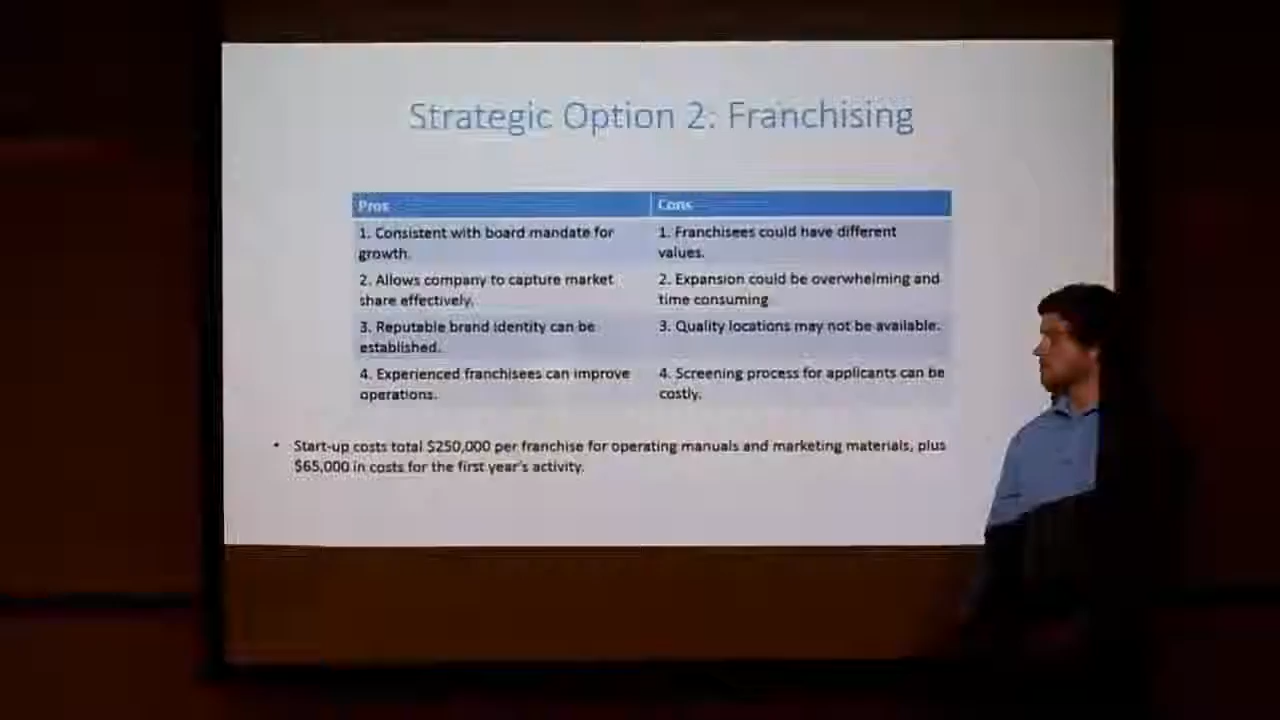 Strategic Option 2: Franchising
Pros
Cons
1. Consistent with board mandate for
growth.
1. Franchisees could have different
values.
2. Allows company to capture market
share effectively.
2. Expansion could be overwhelming and
time consuming
3. Reputable brand identity can be
established.
3. Quality locations may not be available.
4. Experienced franchisees can improve
operations.
4. Screening process for applicants can be
costly.
• Start-up costs total $250,000 per franchise for operating manuals and marketing materials, plus
$65,000 in costs for the first year's activity.